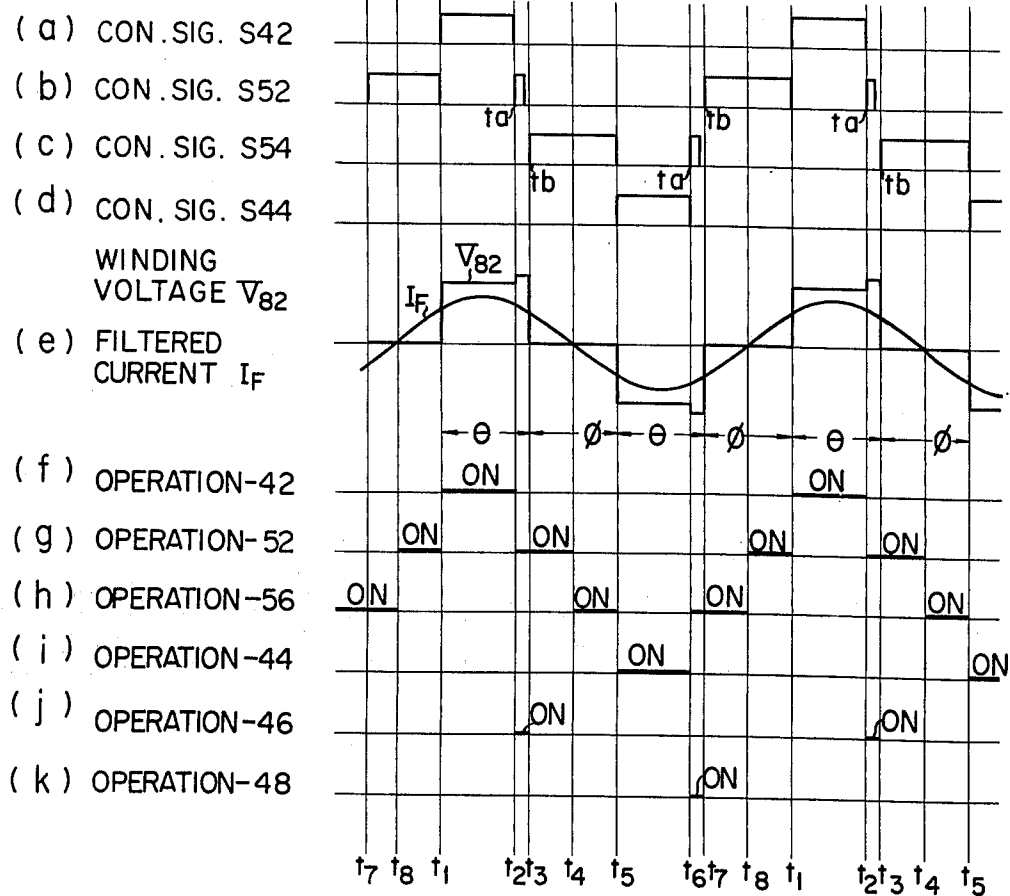 (a) CON.SIG. S42
(b) CON.SIG. S52
ta tb ta
(c) CON.SIG. S54
tb ta tb
(d) CON. SIG. S44
WINDING
VOLTAGE V82
V82
IF
(e) FILTERED
CURRENT IF
θ ∅ θ ∅ θ ∅
(f) OPERATION-42 ON ON
(g) OPERATION-52 ON ON ON ON
(h) OPERATION-56 ON ON ON ON
(i) OPERATION-44 ON ON
(j) OPERATION-46 ON ON
(k) OPERATION-48 ON
t7 t8 t1 t2 t3 t4 t5 t6 t7 t8 t1 t2 t3 t4 t5